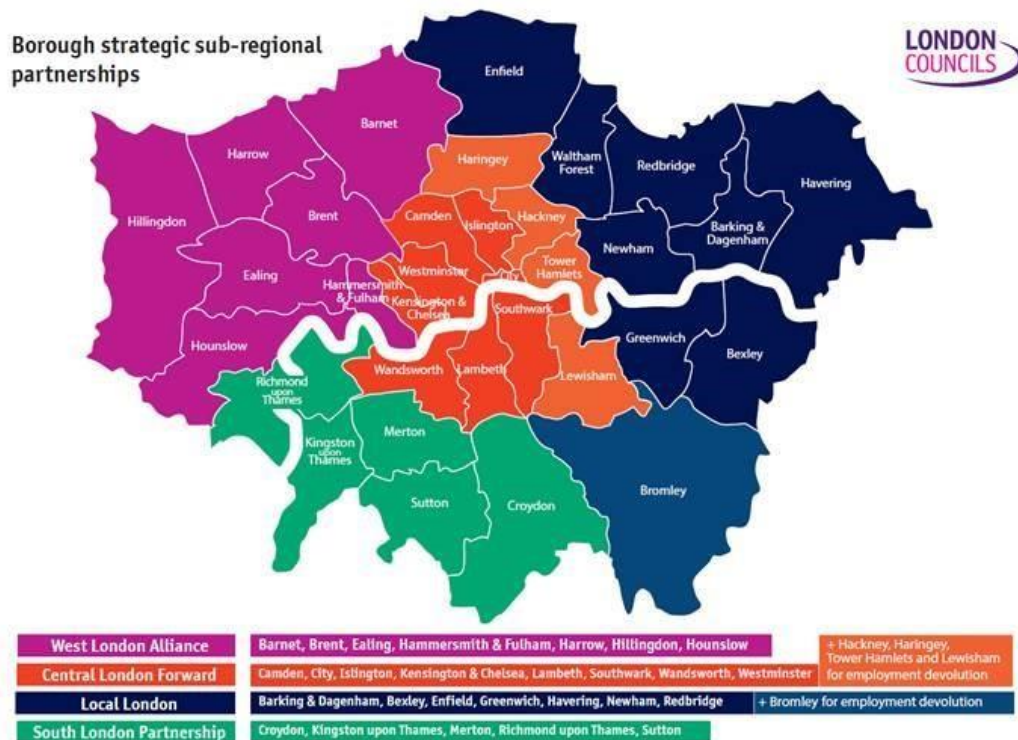 Borough strategic sub-regional
partnerships
LONDON
COUNCILS
Enfield
Barnet
Harrow
Haringey
Waltham
Forest
Redbridge
Havering
Hillingdon
Brent
Camden
Islington
Hackney
Barking &
Dagenham
Newham
Ealing
Westminster
City
Tower
Hamlets
Hammersmith
& Fulham
Kensington &
Chelsea
Southwark
Hounslow
Greenwich
Bexley
Wandsworth
Lambeth
Lewisham
Richmond
upon
Thames
Merton
Kingston
upon
Thames
Bromley
Sutton
Croydon
West London Alliance
Barnet, Brent, Ealing, Hammersmith & Fulham, Harrow, Hillingdon, Hounslow
+ Hackney, Haringey,
Tower Hamlets and Lewisham
for employment devolution
Central London Forward
Camden, City, Islington, Kensington & Chelsea, Lambeth, Southwark, Wandsworth, Westminster
Local London
Barking & Dagenham, Bexley, Enfield, Greenwich, Havering, Newham, Redbridge
+ Bromley for employment devolution
South London Partnership
Croydon, Kingston upon Thames, Merton, Richmond upon Thames, Sutton